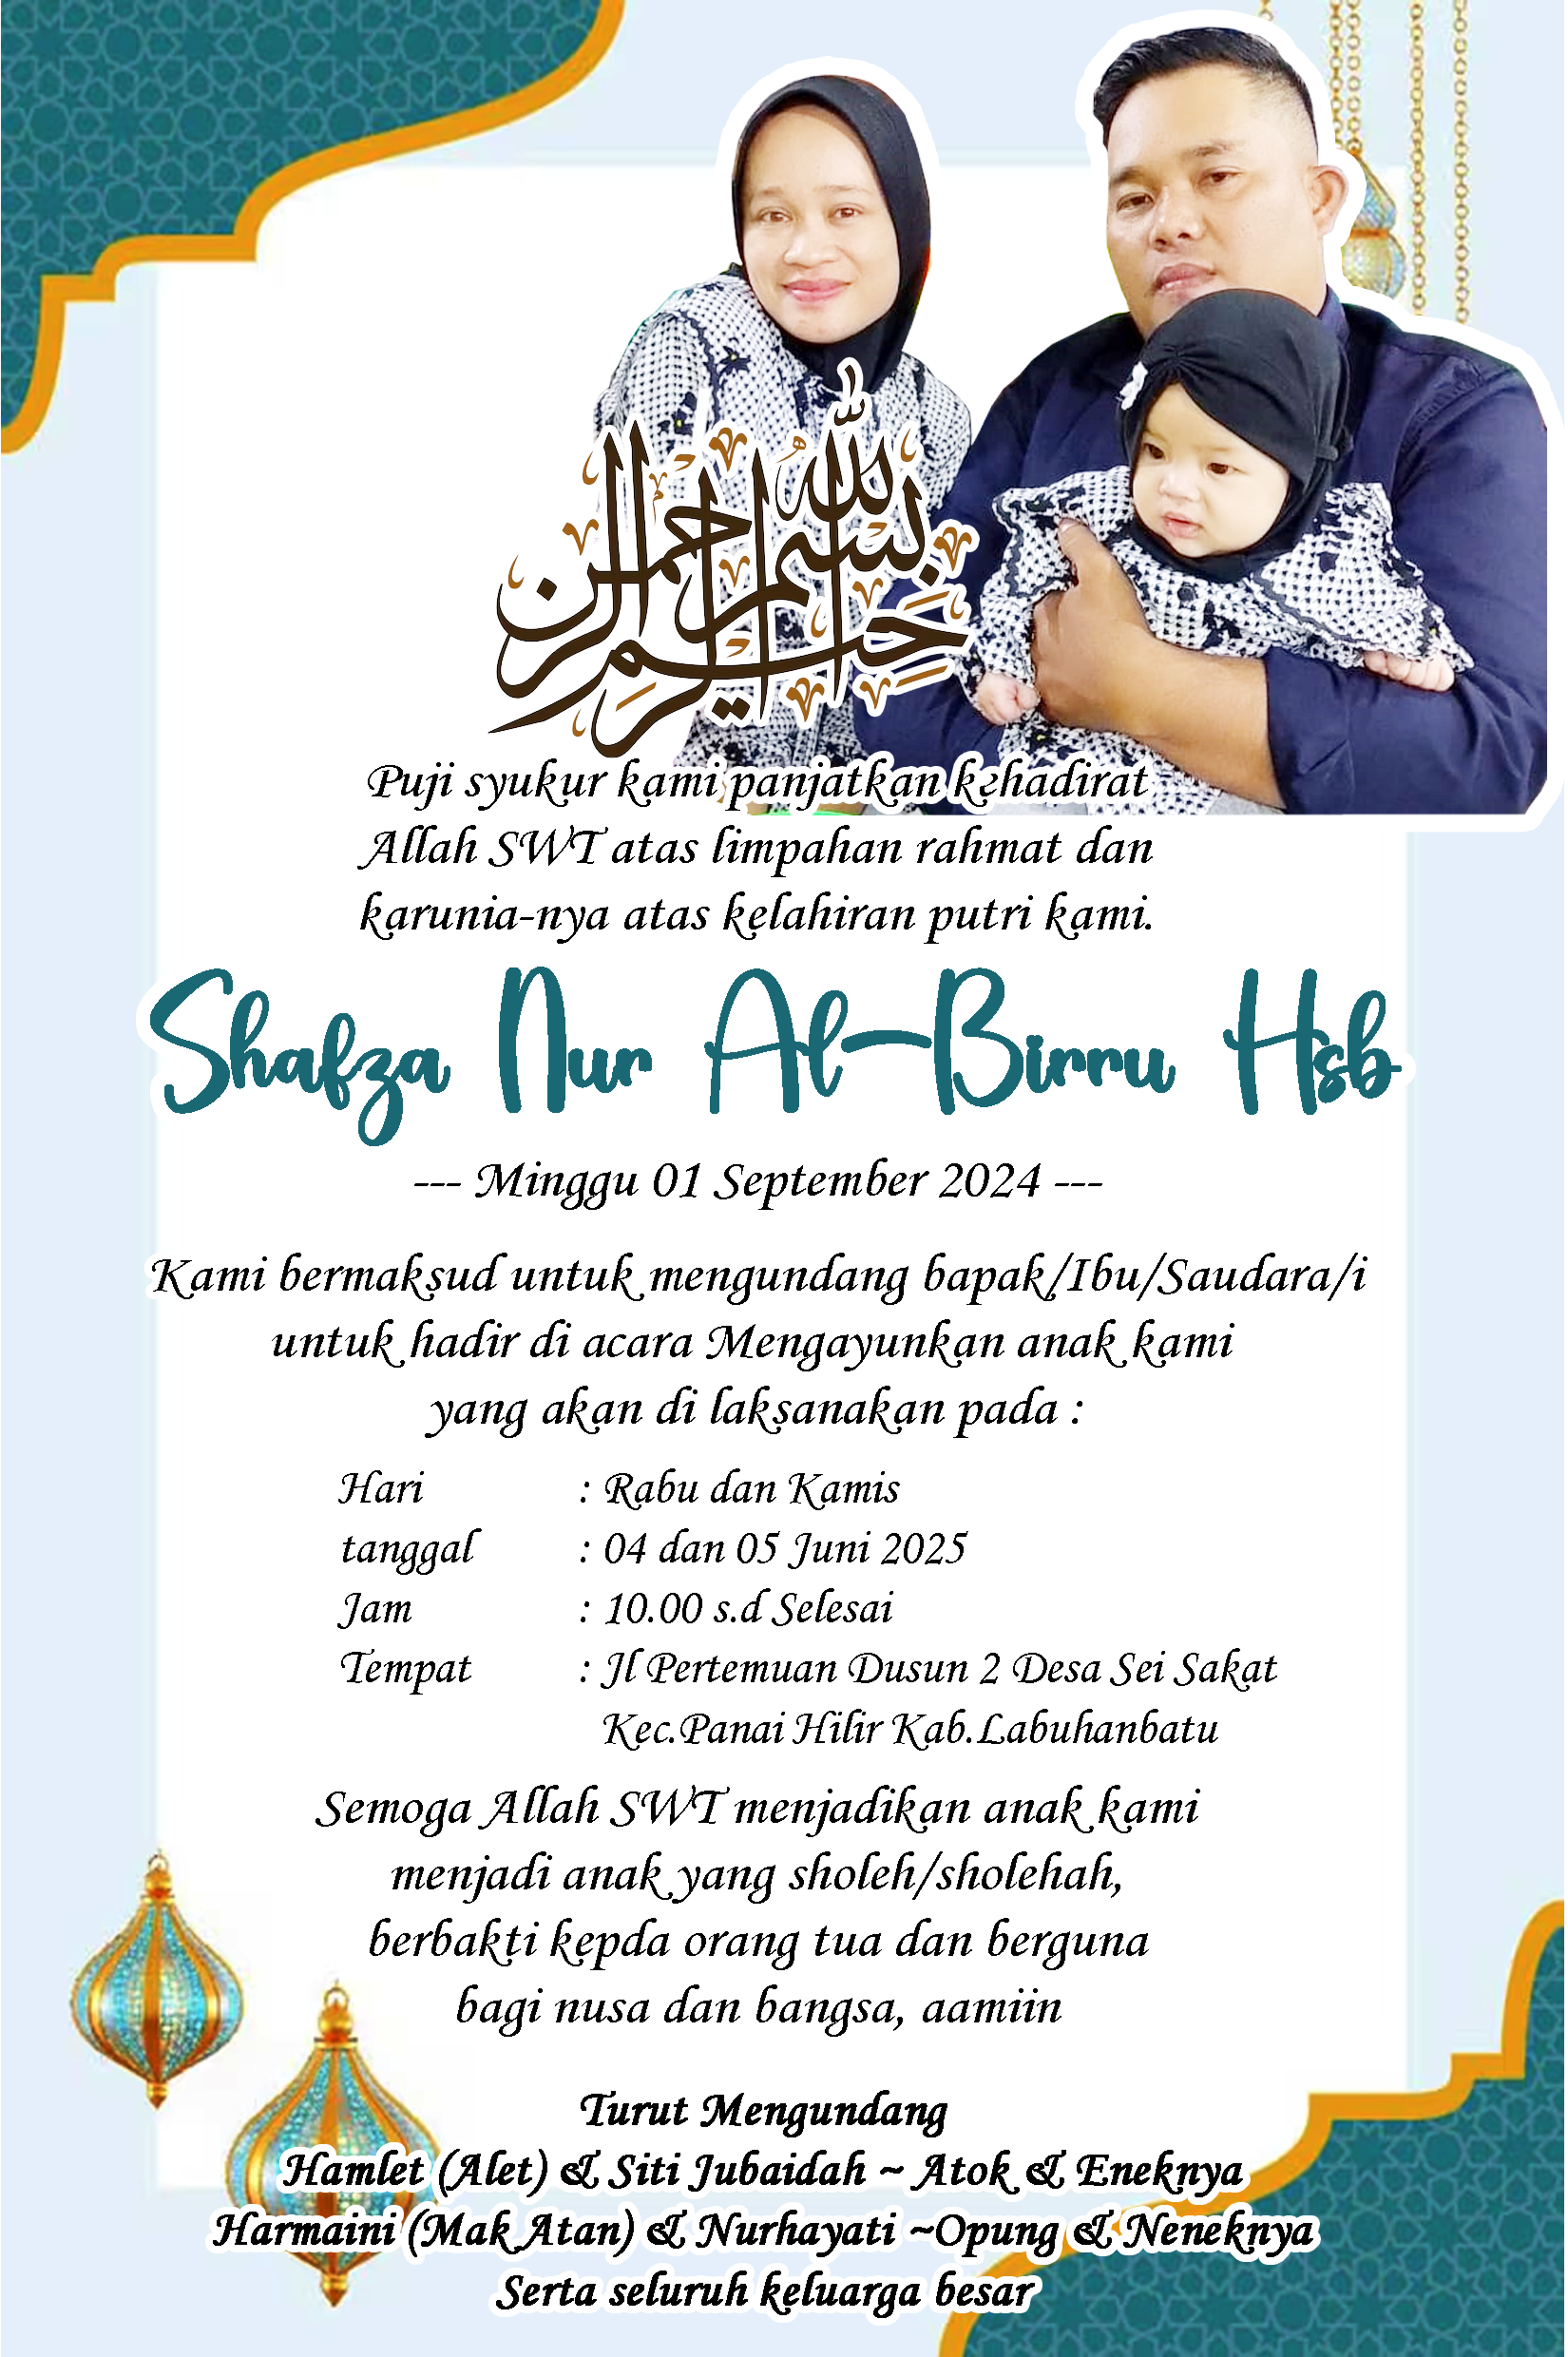 بسم الله الرحمن الرحيم
Puji syukur kami panjatkan kehadirat
Allah SWT atas limpahan rahmat dan
karunia-nya atas kelahiran putri kami.
Shafza Nur Al-Birru Hsb
--- Minggu 01 September 2024 ---
Kami bermaksud untuk mengundang bapak/Ibu/Saudara/i
untuk hadir di acara Mengayunkan anak kami
yang akan di laksanakan pada :
Hari : Rabu dan Kamis
tanggal : 04 dan 05 Juni 2025
Jam : 10.00 s.d Selesai
Tempat : Jl Pertemuan Dusun 2 Desa Sei Sakat
Kec.Panai Hilir Kab.Labuhanbatu
Semoga Allah SWT menjadikan anak kami
menjadi anak yang sholeh/sholehah,
berbakti kepda orang tua dan berguna
bagi nusa dan bangsa, aamiin
Turut Mengundang
Hamlet (Alet) & Siti Jubaidah ~ Atok & Eneknya
Harmaini (Mak Atan) & Nurhayati ~Opung & Neneknya
Serta seluruh keluarga besar